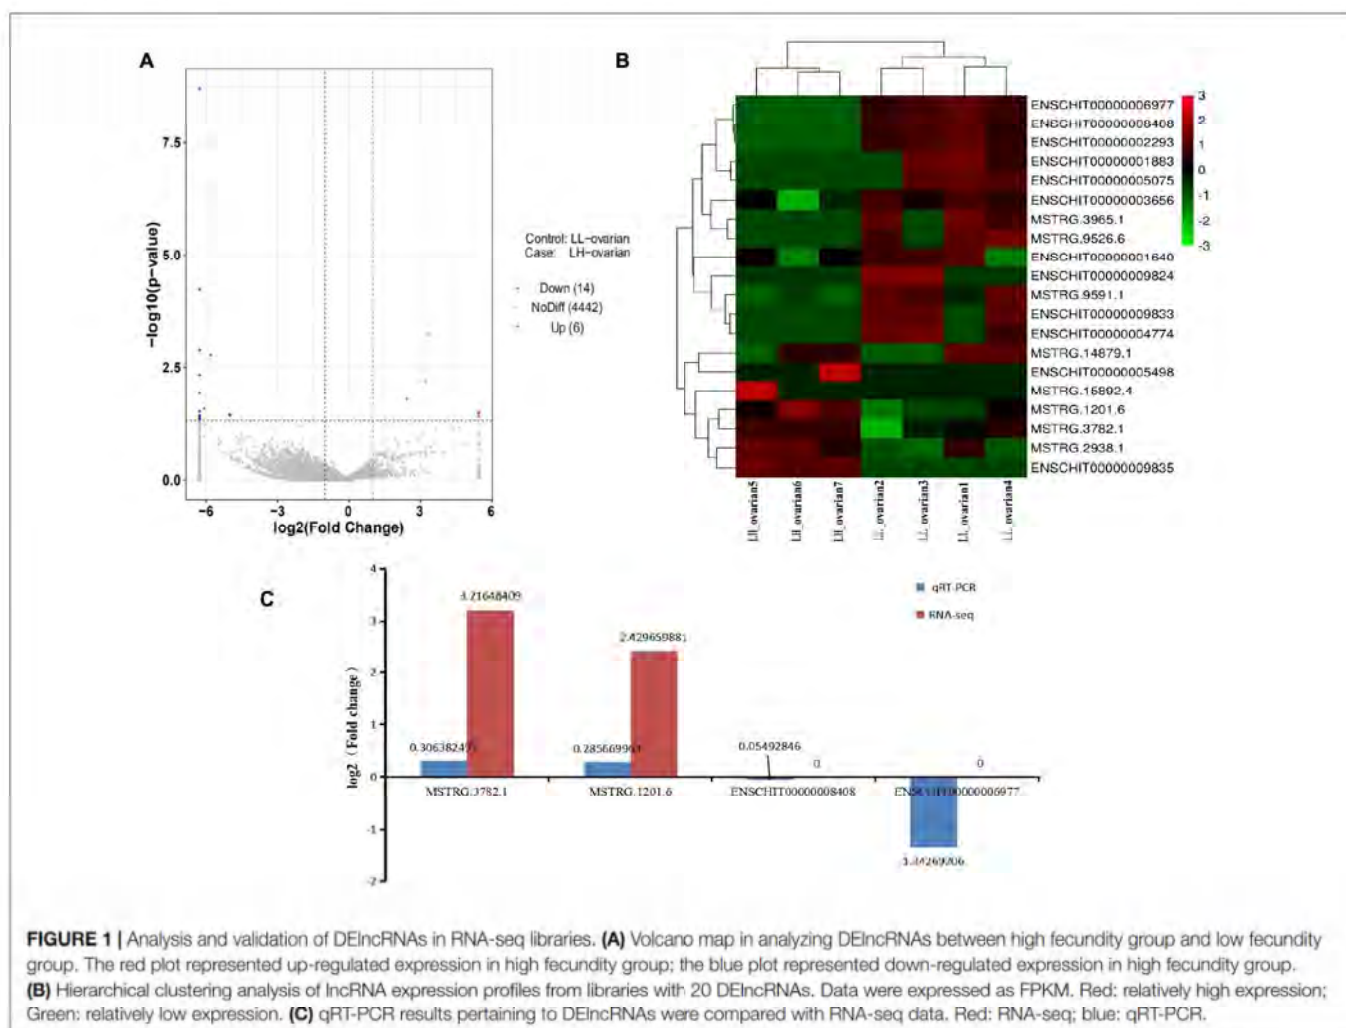 A
7.5
5.0
2.5
0.0
-log10(p-value)
-6 -3 0 3 6
log2(Fold Change)
Control: LL-ovarian
Case: LH-ovarian
Down (14)
NoDiff (4442)
Up (6)
B
ENSCHIT00000006977
ENSCHIT00000008408
ENSCHIT00000002293
ENSCHIT00000001883
ENSCHIT00000005075
ENSCHIT00000003656
MSTRG.3965.1
MSTRG.9526.6
ENSCHIT00000001640
ENSCHIT00000009824
MSTRG.9591.1
ENSCHIT00000009833
ENSCHIT00000004774
MSTRG.14879.1
ENSCHIT00000005498
MSTRG.1201.6
MSTRG.3782.1
MSTRG.2938.1
ENSCHIT00000009835
3
2
1
0
-1
-2
-3
LH_ovarian5
LH_ovarian6
LH_ovarian7
LL_ovarian2
LL_ovarian3
LL_ovarian1
LL_ovarian4
C
4
3
2
1
0
-1
-2
log2 (Fold change)
qRT-PCR
RNA-seq
3.21648409
2.429659881
0.05492846
0
0
MSTRG.3782.1
MSTRG.1201.6
ENSCHIT00000008408
FIGURE 1 | Analysis and validation of DElncRNAs in RNA-seq libraries. (A) Volcano map in analyzing DElncRNAs between high fecundity group and low fecundity
group. The red plot represented up-regulated expression in high fecundity group; the blue plot represented down-regulated expression in high fecundity group.
(B) Hierarchical clustering analysis of lncRNA expression profiles from libraries with 20 DElncRNAs. Data were expressed as FPKM. Red: relatively high expression;
Green: relatively low expression. (C) qRT-PCR results pertaining to DElncRNAs were compared with RNA-seq data. Red: RNA-seq; blue: qRT-PCR.